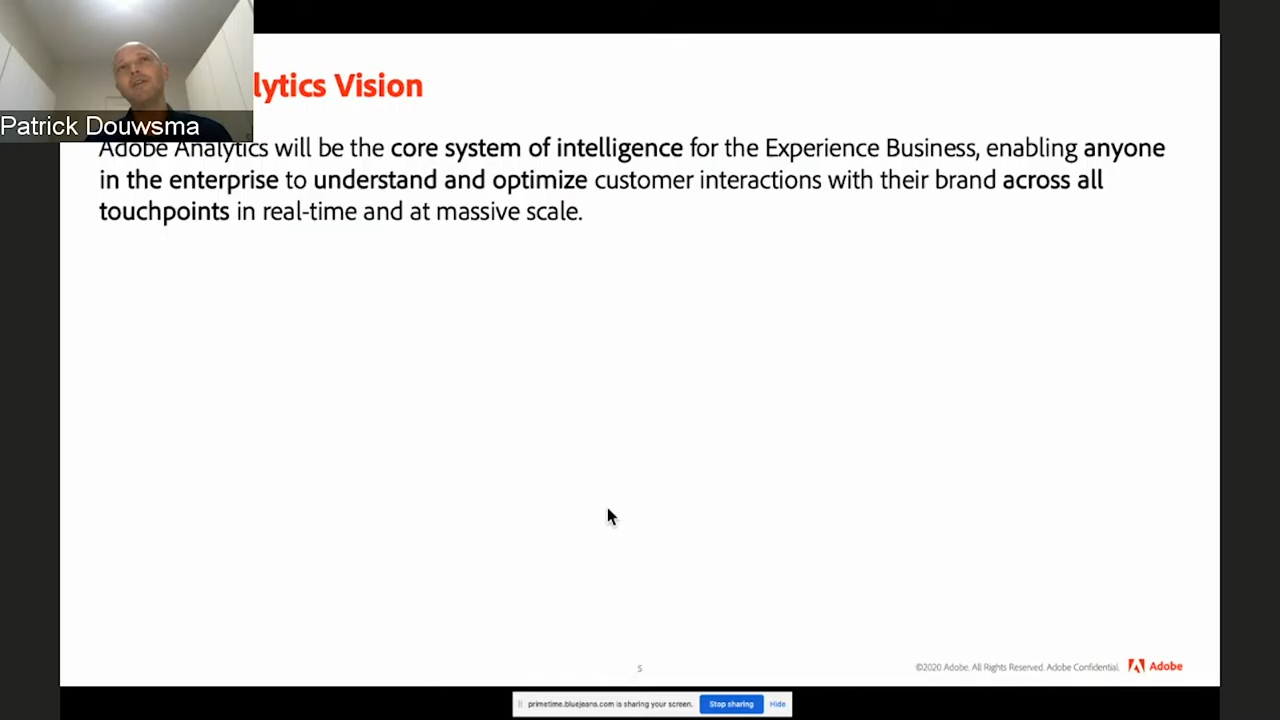 lytics Vision
Patrick Douwsma
Adobe Analytics will be the core system of intelligence for the Experience Business, enabling anyone
in the enterprise to understand and optimize customer interactions with their brand across all
touchpoints in real-time and at massive scale.
5
©2020 Adobe. All Rights Reserved. Adobe Confidential.
Adobe
primetime.bluejeans.com is sharing your screen.
Stop sharing
Hide